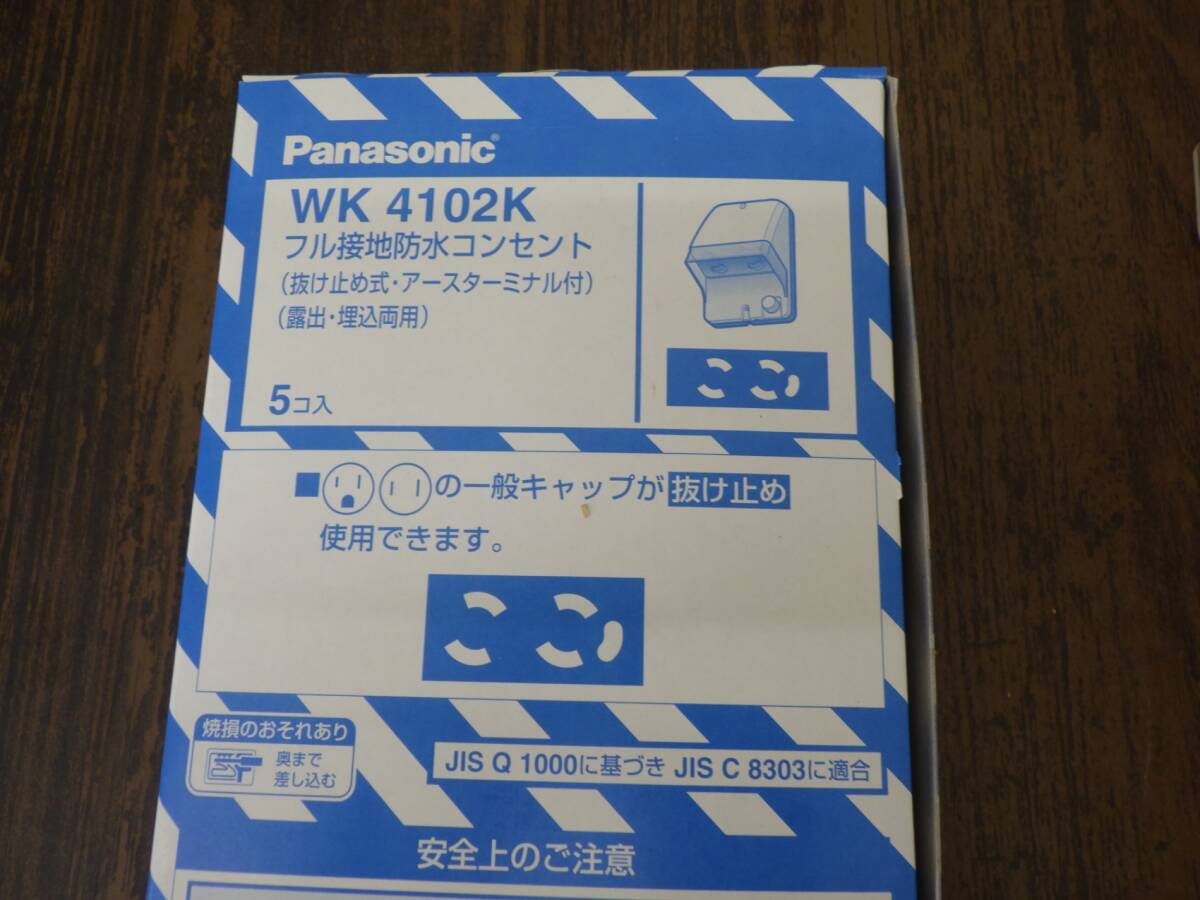 Panasonic
WK 4102K
フル接地防水コンセント
(抜け止め式・アースターミナル付)
(露出・埋込両用)
5コ入
■の一般キャップが抜け止め
使用できます。
焼損のおそれあり
奥まで
差し込む
JIS Q 1000に基づき JIS C 8303に適合
安全上のご注意